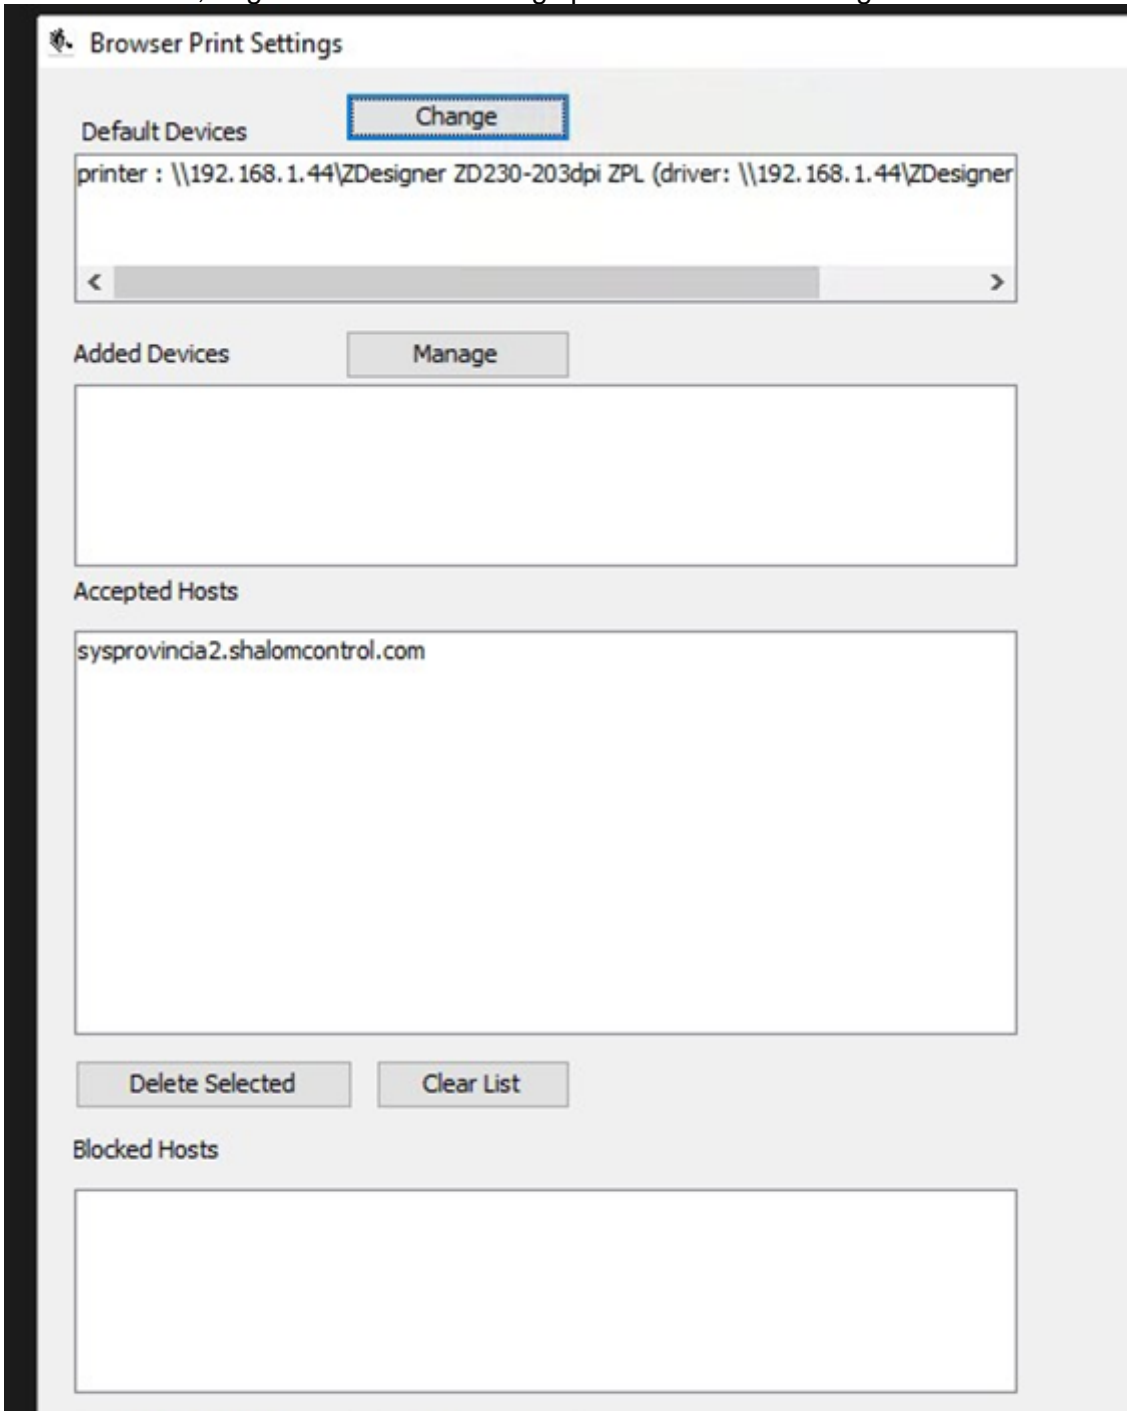 Browser Print Settings
Change
Default Devices
printer : \\192.168.1.44\ZDesigner ZD230-203dpi ZPL (driver: \\192.168.1.44\ZDesigner
Added Devices
Manage
Accepted Hosts
sysprovincia2.shalomcontrol.com
Delete Selected
Clear List
Blocked Hosts